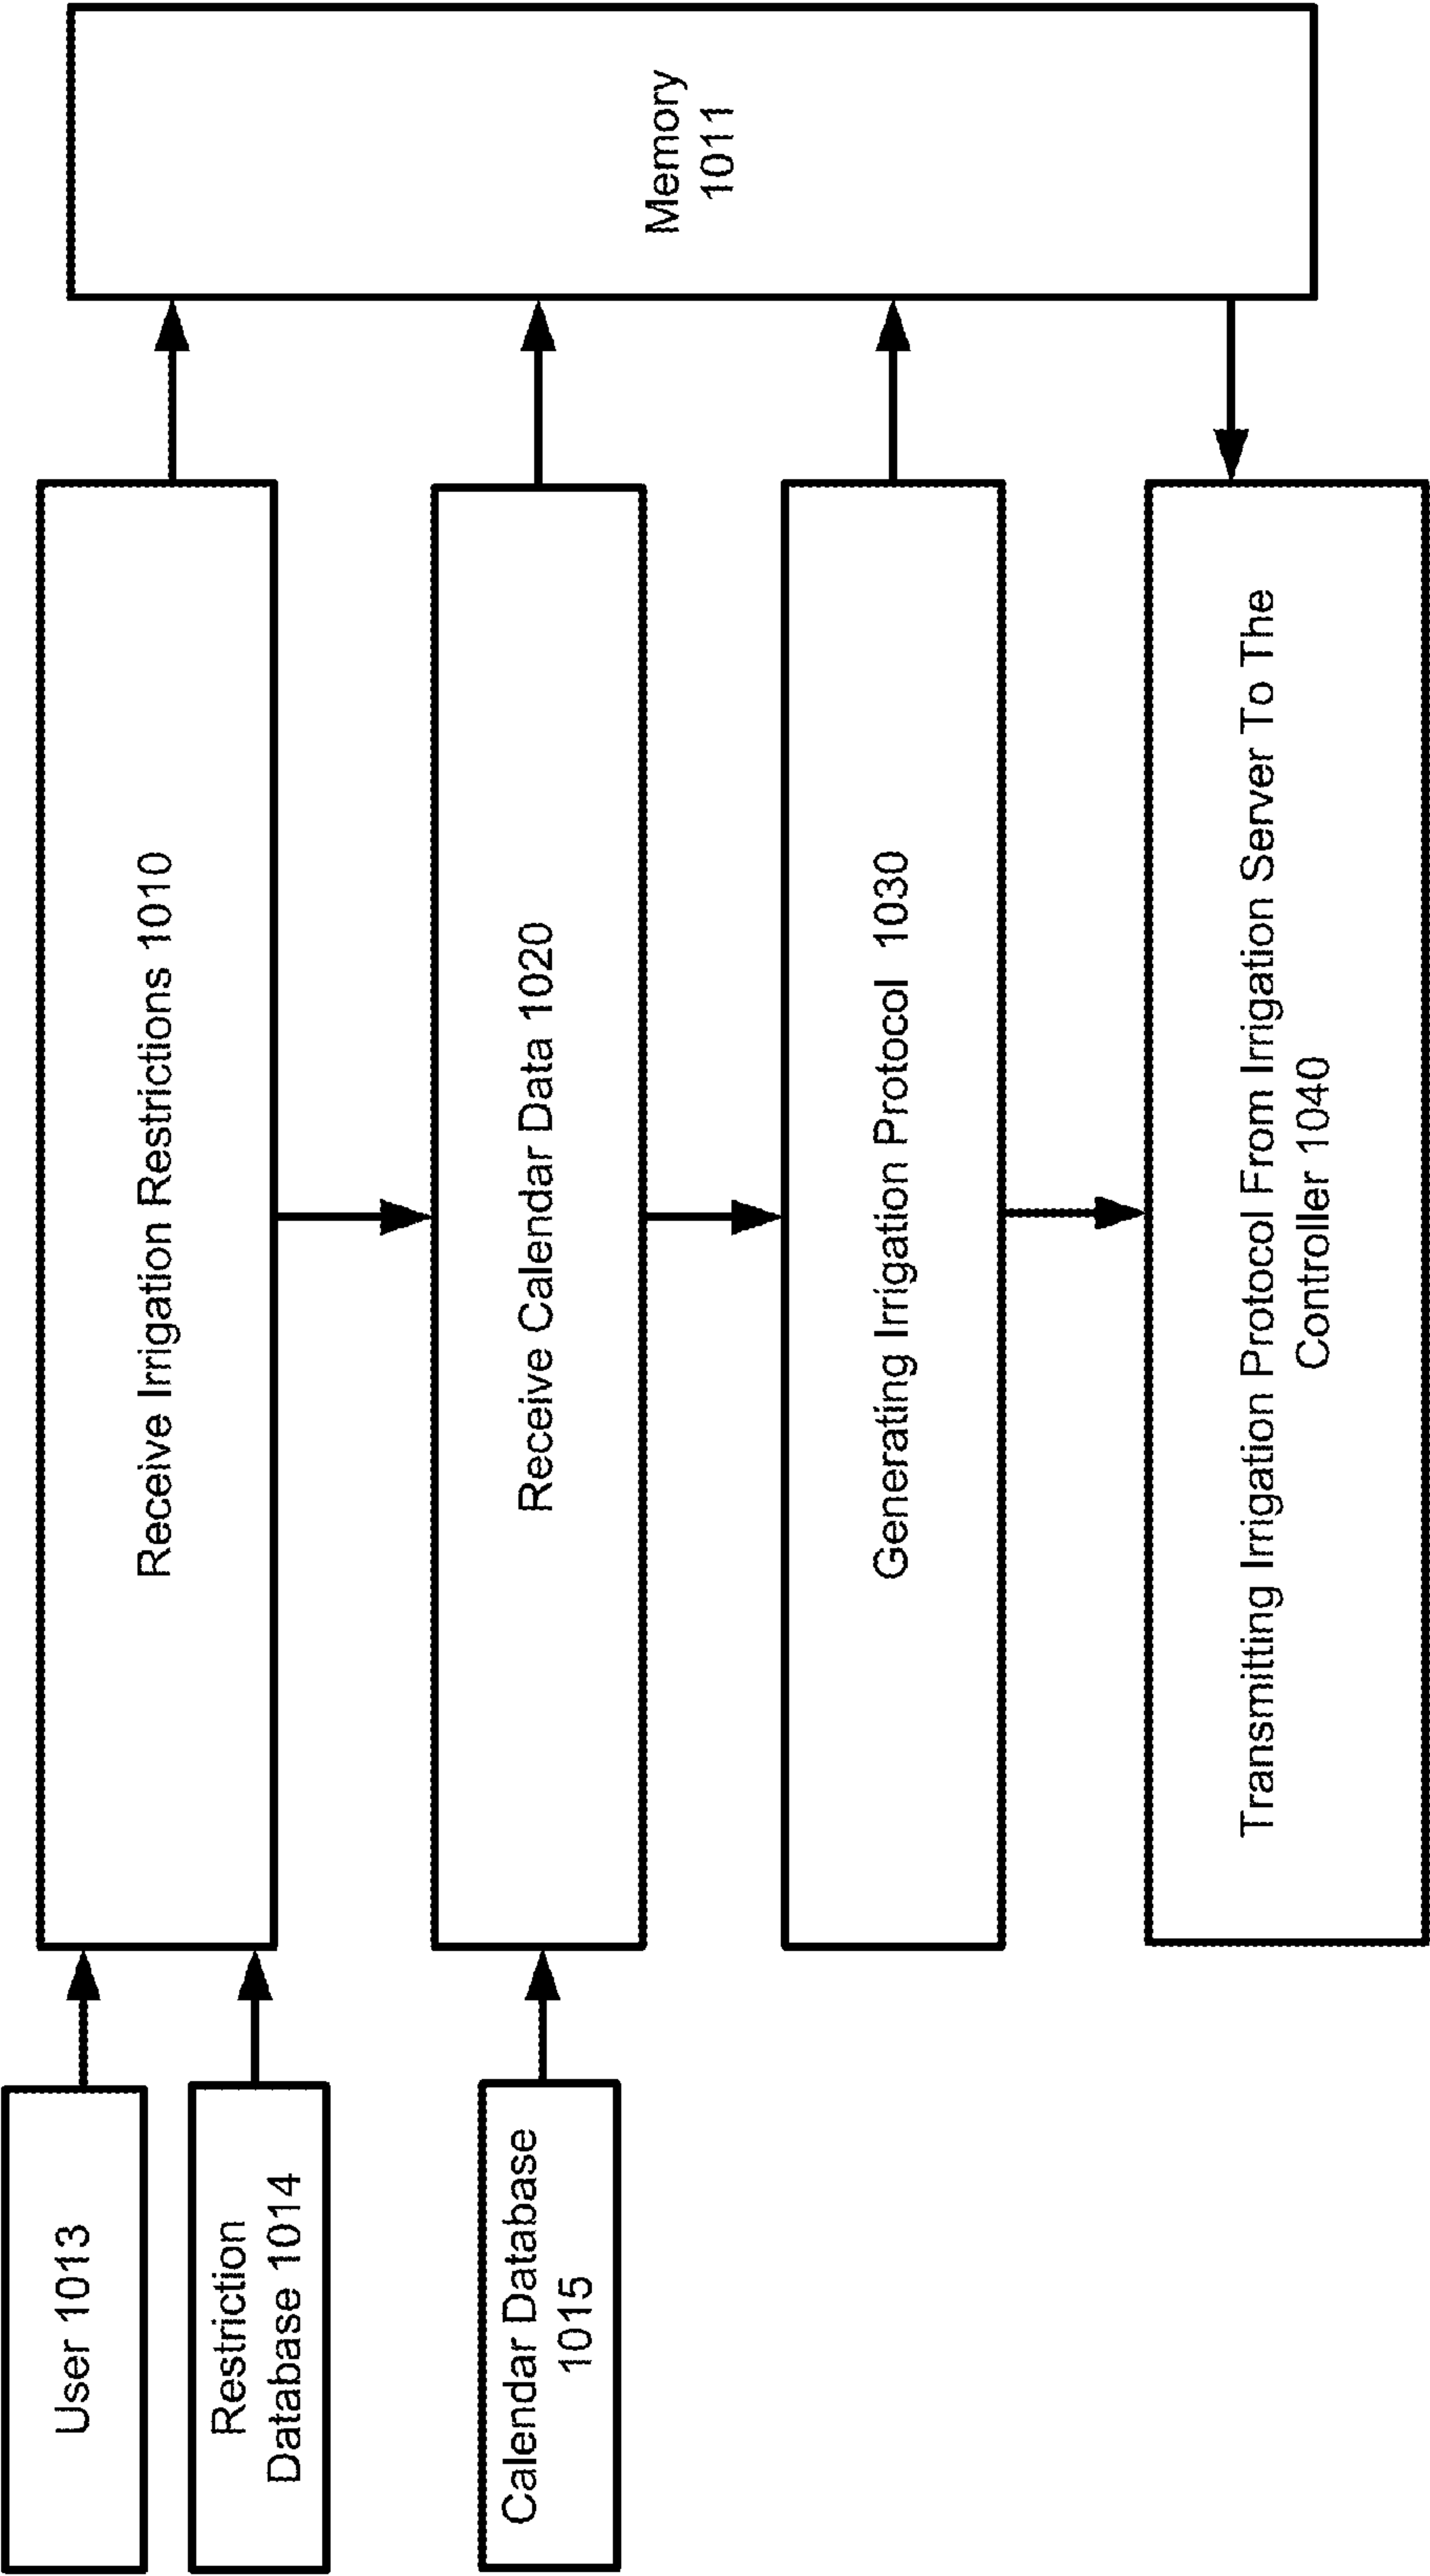 User 1013
Restriction
Database 1014
Receive Irrigation Restrictions 1010
Calendar Database
1015
Receive Calendar Data 1020
Generating Irrigation Protocol 1030
Transmitting Irrigation Protocol From Irrigation Server To The
Controller 1040
Memory
1011